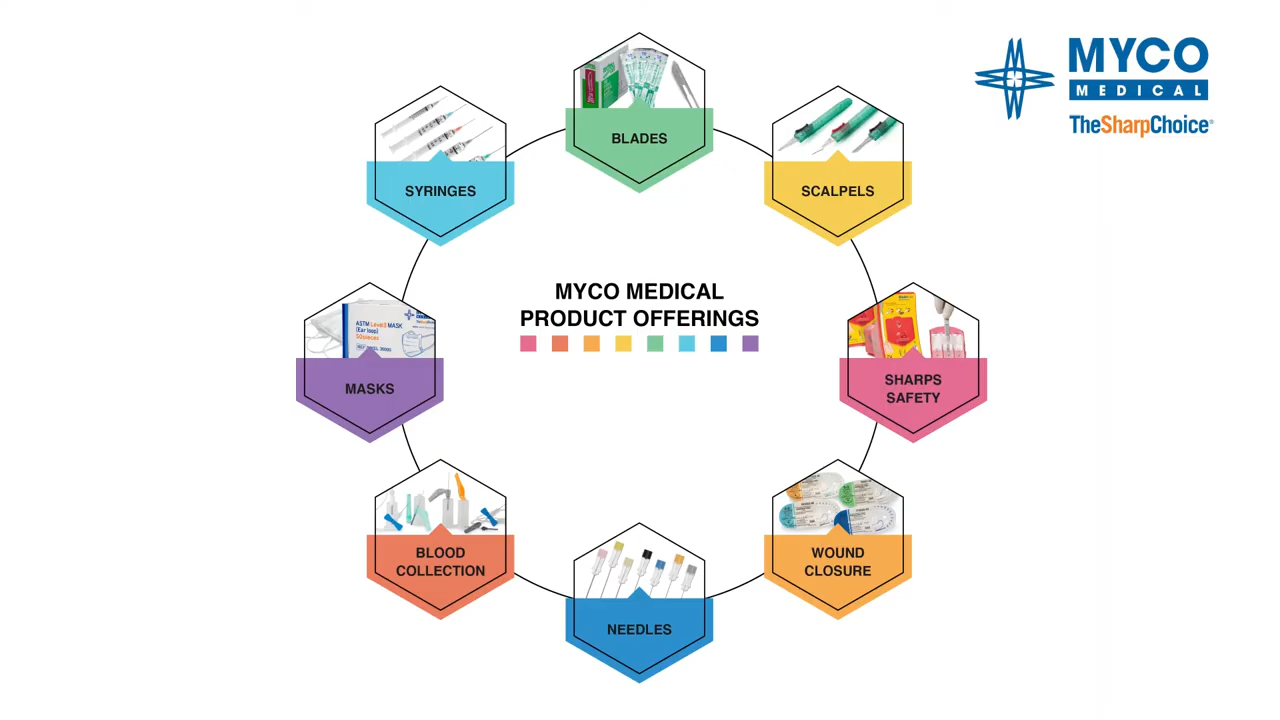 MYCO
MEDICAL
TheSharpChoice®
BLADES
SYRINGES
SCALPELS
MYCO MEDICAL
PRODUCT OFFERINGS
ASTM Level3 MASK
(Ear loop)
50pieces
MASKS
SHARPS
SAFETY
BLOOD
COLLECTION
WOUND
CLOSURE
NEEDLES